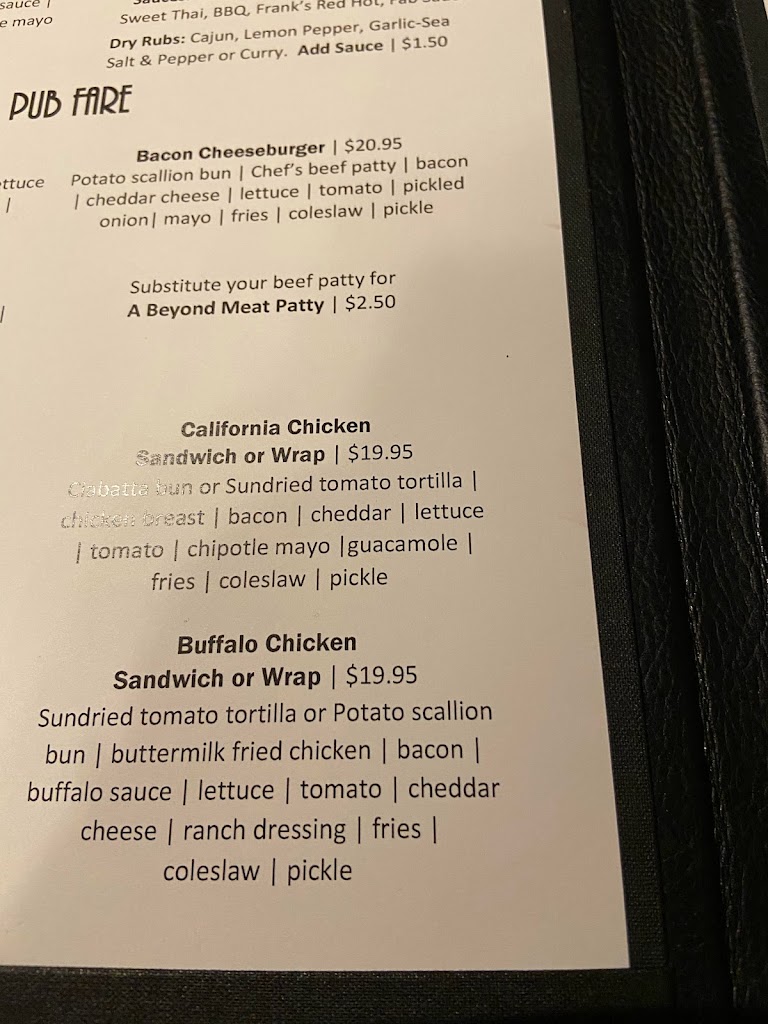 sauce |
e mayo
Sweet Thai, BBQ, Frank's Red Hot,
Dry Rubs: Cajun, Lemon Pepper, Garlic-Sea
Salt & Pepper or Curry. Add Sauce | $1.50
PUB FARE
Bacon Cheeseburger | $20.95
Potato scallion bun | Chef's beef patty | bacon
| cheddar cheese | lettuce | tomato | pickled
onion| mayo | fries | coleslaw | pickle
ettuce
|
Substitute your beef patty for
A Beyond Meat Patty | $2.50
|
California Chicken
Sandwich or Wrap | $19.95
Ciabatta bun or Sundried tomato tortilla |
chicken breast | bacon | cheddar | lettuce
| tomato | chipotle mayo |guacamole |
fries | coleslaw | pickle
Buffalo Chicken
Sandwich or Wrap | $19.95
Sundried tomato tortilla or Potato scallion
bun | buttermilk fried chicken | bacon |
buffalo sauce | lettuce | tomato | cheddar
cheese | ranch dressing | fries |
coleslaw | pickle